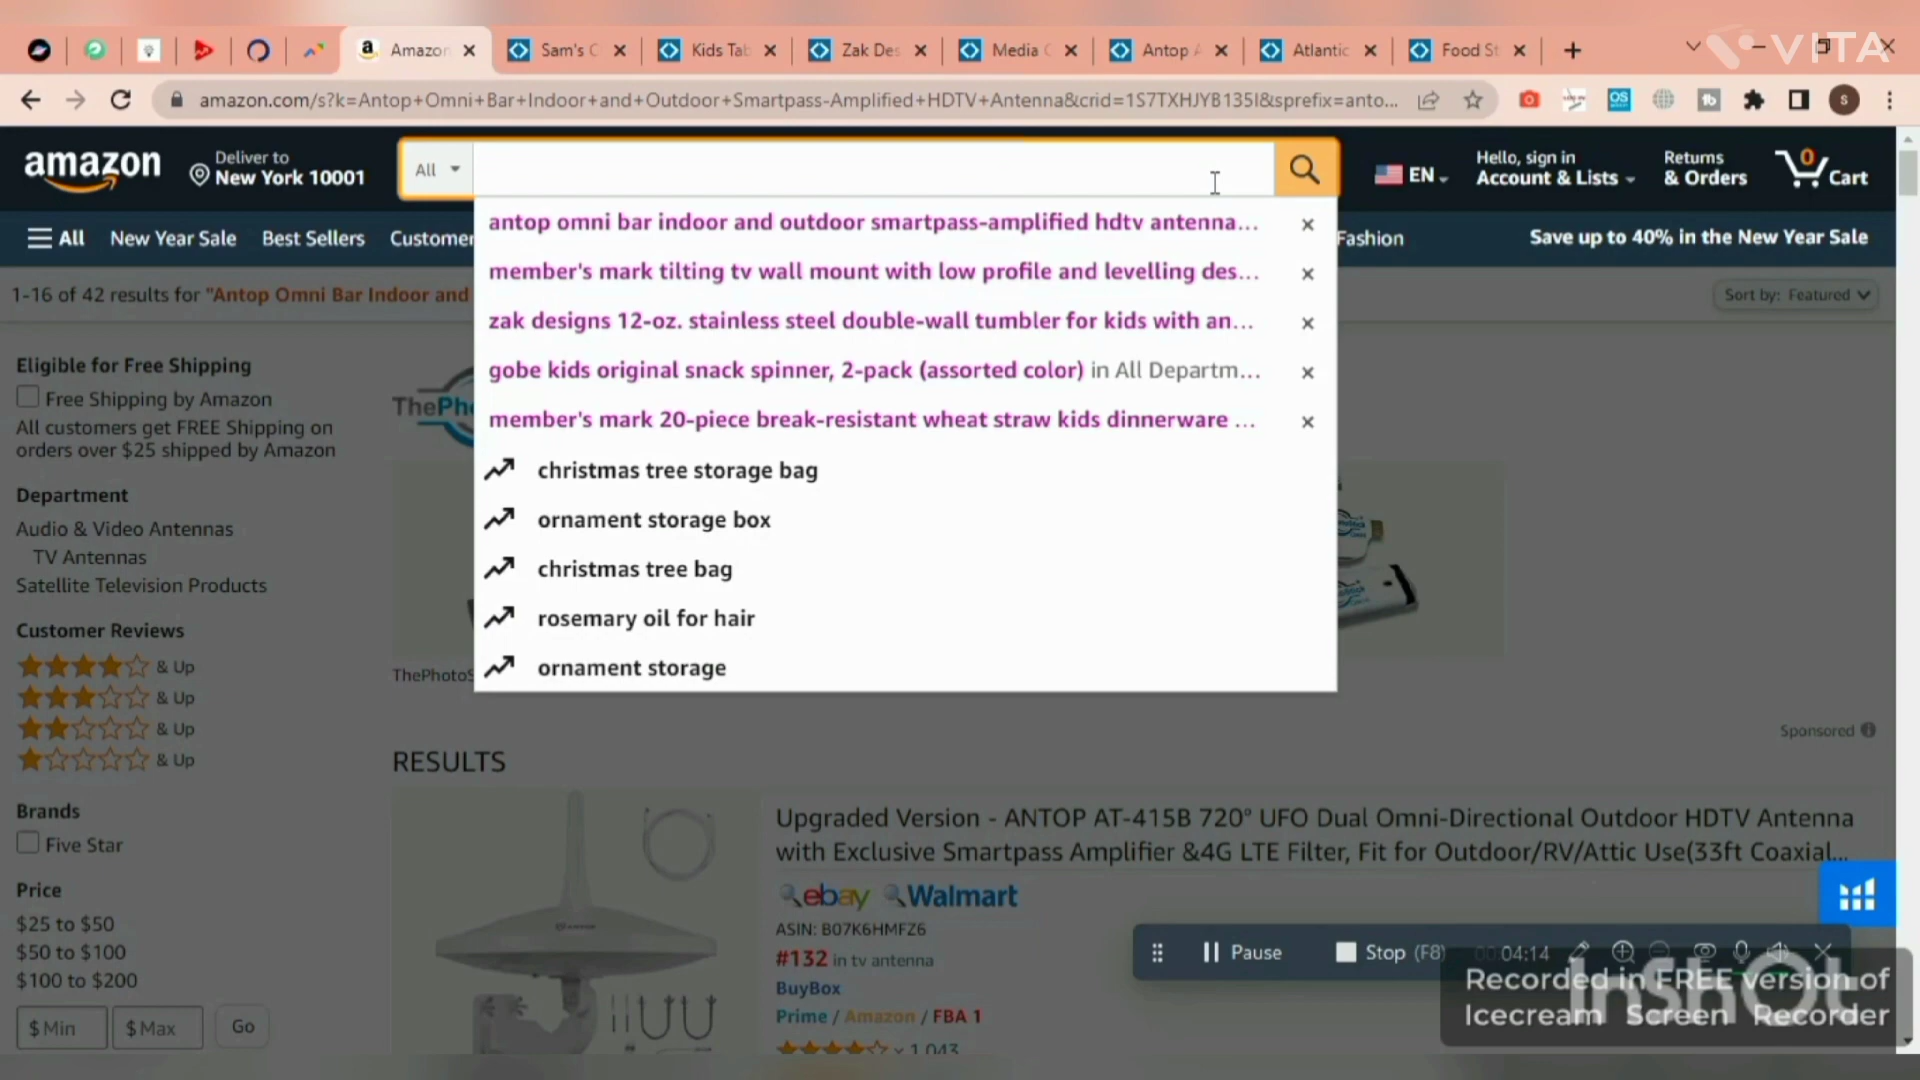 Amazon
Sam's C
Kids Tab
Zak Des
Media C
Antop A
Atlantic
Food St
VITA
amazon.com/s?k=Antop+Omni+Bar+Indoor+and+Outdoor+Smartpass-Amplified+HDTV+Antenna&crid=1S7TXHJYB135I&sprefix=anto...
OS
S
amazon
Deliver to
New York 10001
All
EN
Hello, sign in
Account & Lists
Returns
& Orders
0
Cart
All
New Year Sale
Best Sellers
Customer
Fashion
Save up to 40% in the New Year Sale
1-16 of 42 results for "Antop Omni Bar Indoor and
Sort by: Featured
antop omni bar indoor and outdoor smartpass-amplified hdtv antenna...
member's mark tilting tv wall mount with low profile and levelling des...
zak designs 12-oz. stainless steel double-wall tumbler for kids with an...
gobe kids original snack spinner, 2-pack (assorted color) in All Departm...
member's mark 20-piece break-resistant wheat straw kids dinnerware ...
christmas tree storage bag
ornament storage box
christmas tree bag
rosemary oil for hair
ornament storage
Eligible for Free Shipping
Free Shipping by Amazon
All customers get FREE Shipping on
orders over $25 shipped by Amazon
Department
Audio & Video Antennas
TV Antennas
Satellite Television Products
Customer Reviews
& Up
& Up
& Up
& Up
Brands
Five Star
Price
$25 to $50
$50 to $100
$100 to $200
$ Min
$ Max
Go
ThePh
ThePhotoS
Sponsored
RESULTS
Upgraded Version - ANTOP AT-415B 720° UFO Dual Omni-Directional Outdoor HDTV Antenna
with Exclusive Smartpass Amplifier &4G LTE Filter, Fit for Outdoor/RV/Attic Use(33ft Coaxial...
ebay
Walmart
ASIN: B07K6HMFZ6
#132 in tv antenna
BuyBox
Prime / Amazon / FBA 1
x 1,043
Pause
Stop (F8)
00:04:14
InShOt
Recorded in FREE version of
Icecream Screen Recorder